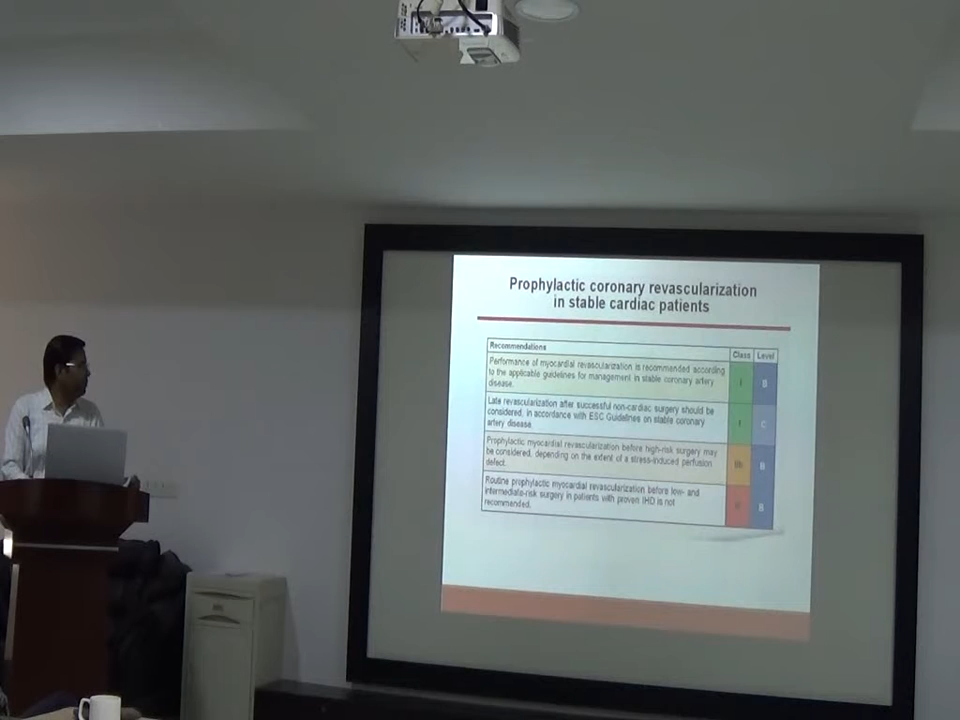 Prophylactic coronary revascularization
in stable cardiac patients
Recommendations Class Level
Performance of myocardial revascularization is recommended according I B
to the applicable guidelines for management in stable coronary artery
disease.
Late revascularization after successful non-cardiac surgery should be I C
considered, in accordance with ESC Guidelines on stable coronary
artery disease.
Prophylactic myocardial revascularization before high-risk surgery may IIb B
be considered, depending on the extent of a stress-induced perfusion
defect.
Routine prophylactic myocardial revascularization before low- and B
intermediate-risk surgery in patients with proven IHD is not
recommended.